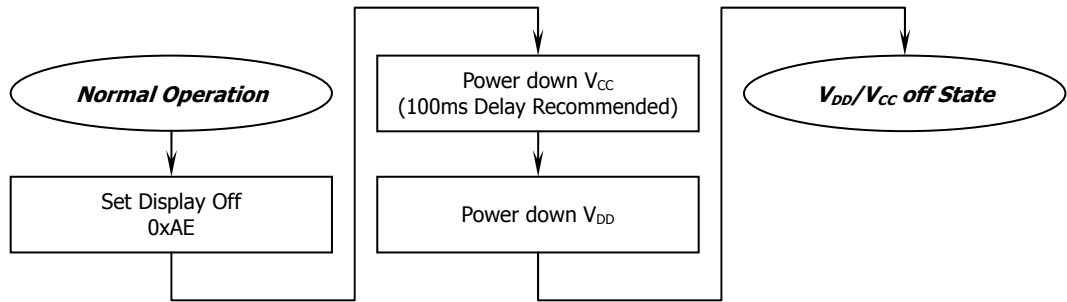 Normal Operation
Set Display Off
0xAE
Power down VCC
(100ms Delay Recommended)
Power down VDD
VDD/VCC off State